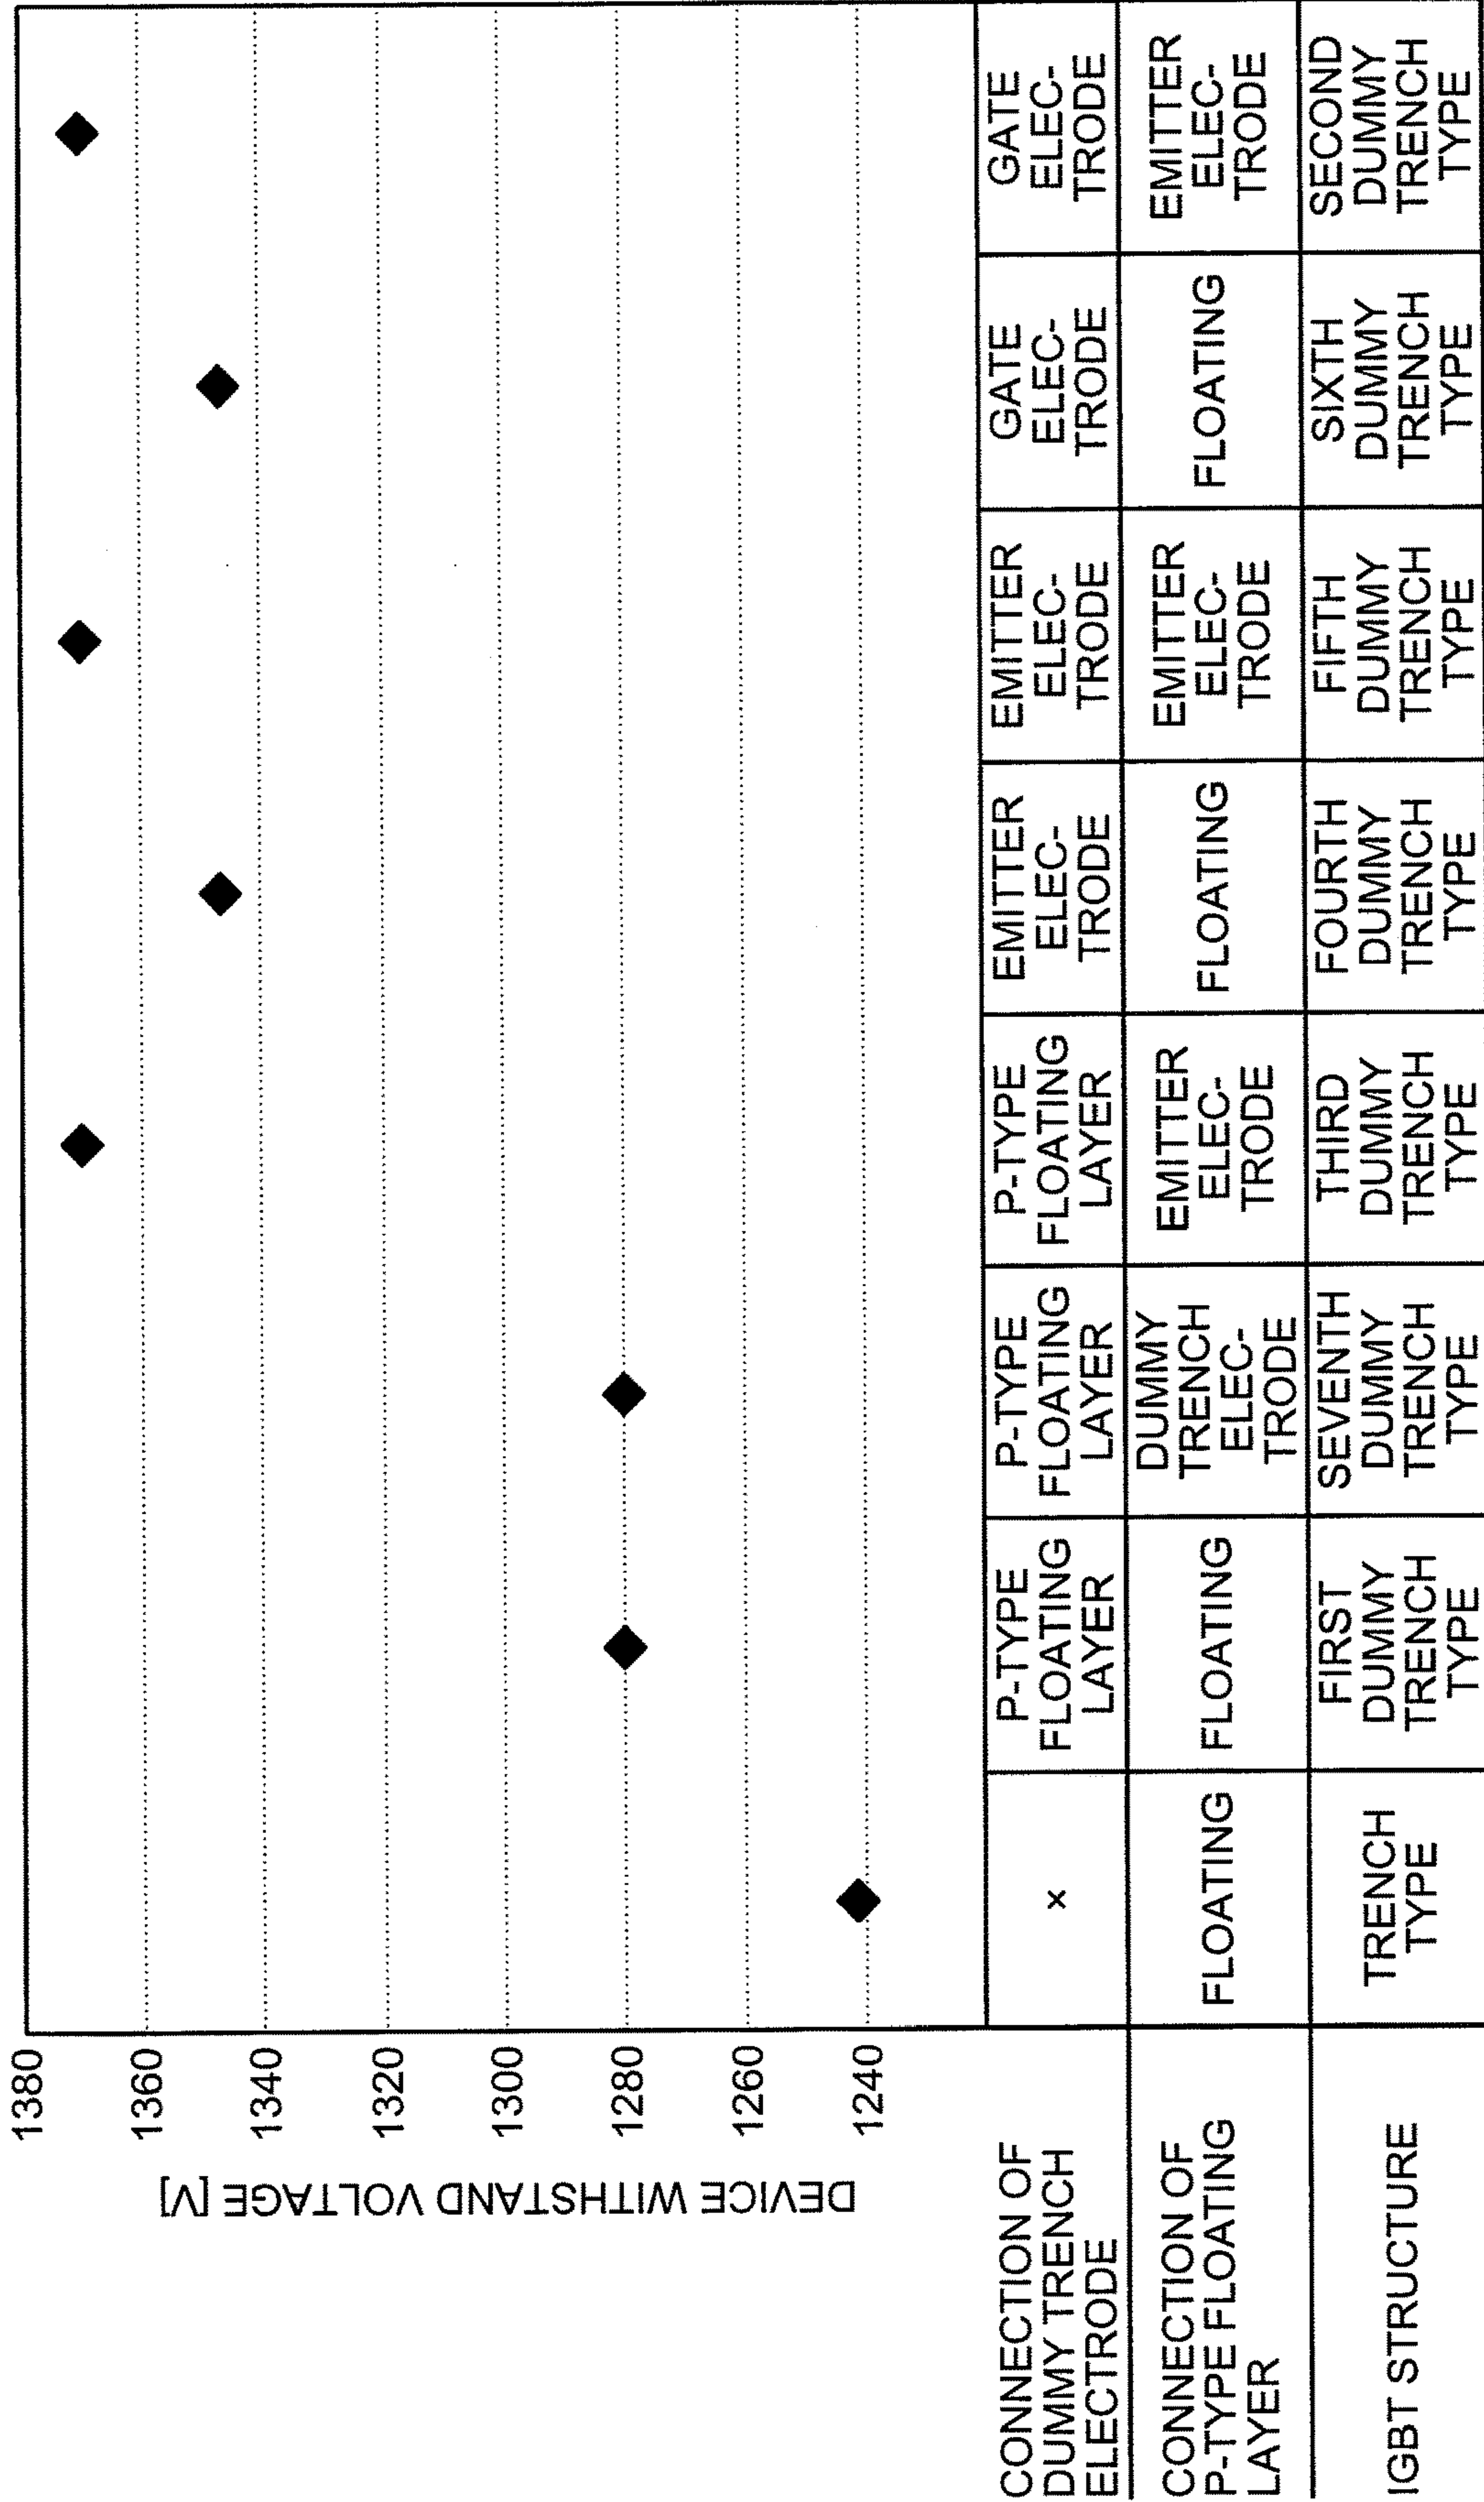 DEVICE WITHSTAND VOLTAGE [V]
1380
1360
1340
1320
1300
1280
1260
1240
CONNECTION OF
DUMMY TRENCH
ELECTRODE
×
P-TYPE
FLOATING
LAYER
P-TYPE
FLOATING
LAYER
P-TYPE
FLOATING
LAYER
EMITTER
ELEC-
TRODE
EMITTER
ELEC-
TRODE
GATE
ELEC-
TRODE
GATE
ELEC-
TRODE
CONNECTION OF
P-TYPE FLOATING
LAYER
FLOATING
FLOATING
DUMMY
TRENCH
ELEC-
TRODE
EMITTER
ELEC-
TRODE
FLOATING
EMITTER
ELEC-
TRODE
FLOATING
EMITTER
ELEC-
TRODE
IGBT STRUCTURE
TRENCH
TYPE
FIRST
DUMMY
TRENCH
TYPE
SEVENTH
DUMMY
TRENCH
TYPE
THIRD
DUMMY
TRENCH
TYPE
FOURTH
DUMMY
TRENCH
TYPE
FIFTH
DUMMY
TRENCH
TYPE
SIXTH
DUMMY
TRENCH
TYPE
SECOND
DUMMY
TRENCH
TYPE